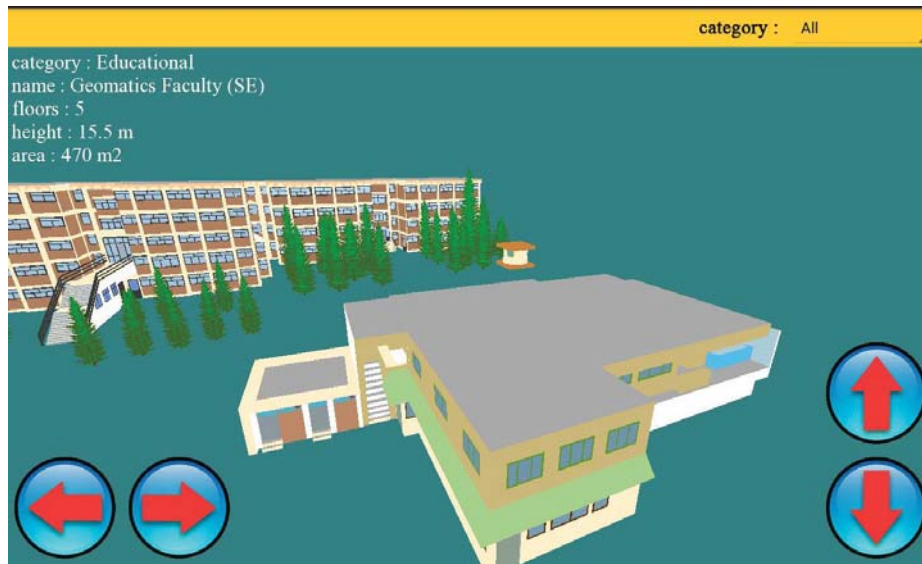 category : All
category : Educational
name : Geomatics Faculty (SE)
floors : 5
height : 15.5 m
area : 470 m2